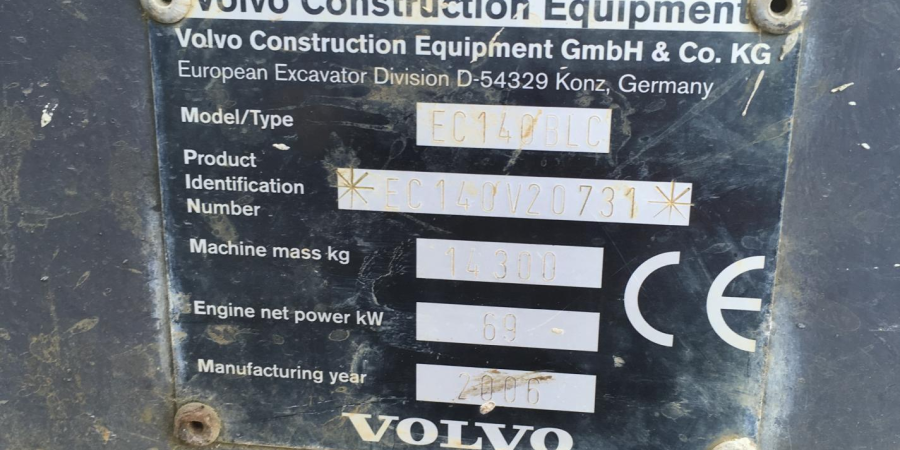 Volvo Construction Equipment
Volvo Construction Equipment GmbH & Co. KG
European Excavator Division D-54329 Konz, Germany
Model/Type EC140BLC
Product
Identification *EC140V20731*
Number
Machine mass kg 14300
Engine net power kW 69
Manufacturing year 2006
CE
VOLVO